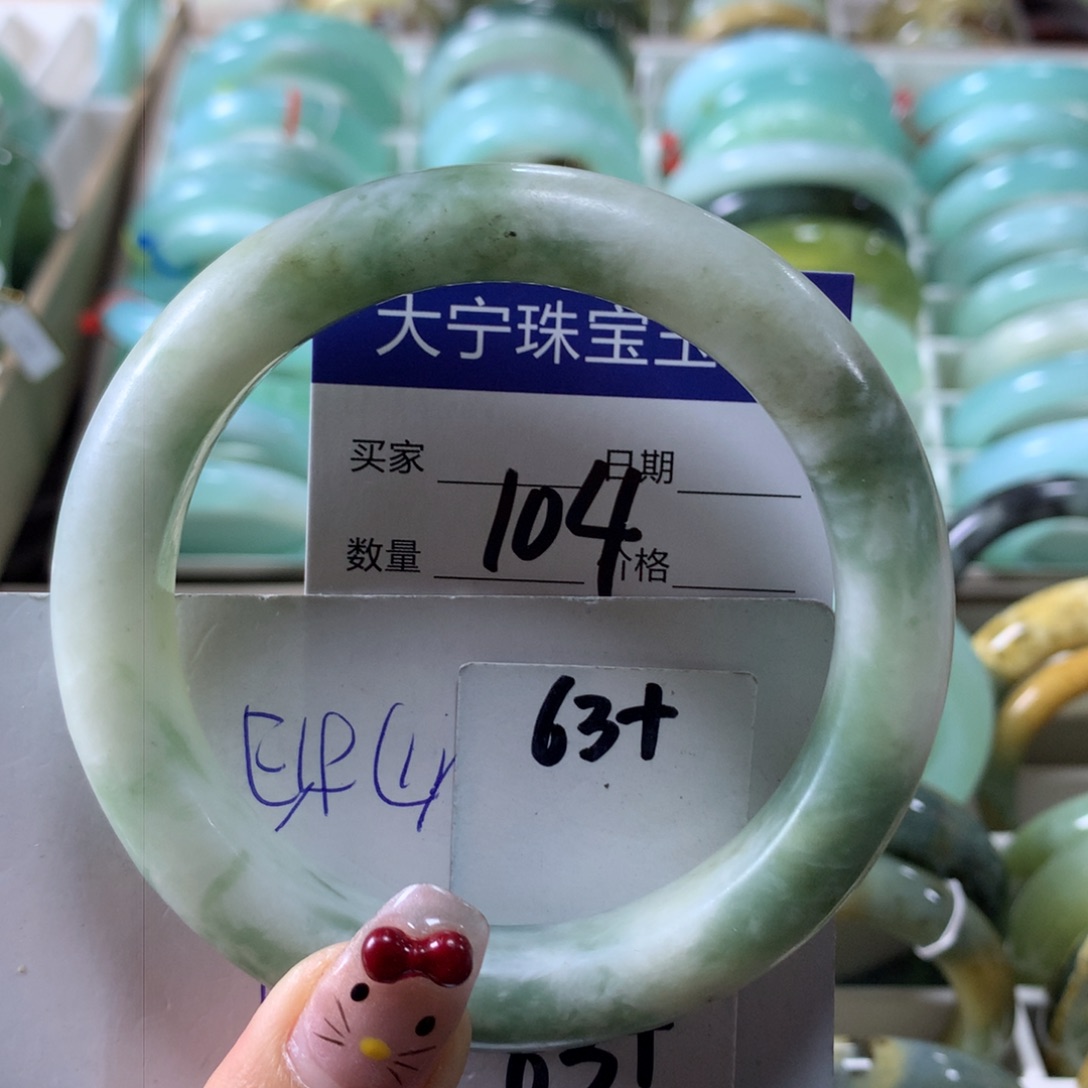 大宁珠宝玉
买家 日期
104
数量 价格
63+